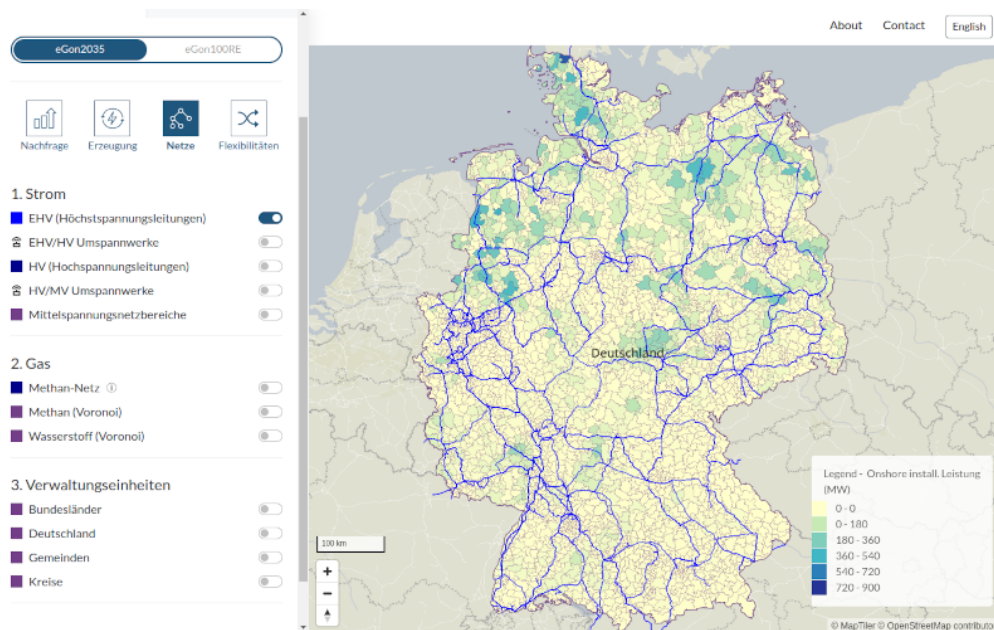 About
Contact
English
eGon2035
eGon100RE
Nachfrage
Erzeugung
Netze
Flexibilitäten
1. Strom
EHV (Höchstspannungsleitungen)
EHV/HV Umspannwerke
HV (Hochspannungsleitungen)
HV/MV Umspannwerke
Mittelspannungsnetzbereiche
2. Gas
Methan-Netz
Methan (Voronoi)
Wasserstoff (Voronoi)
3. Verwaltungseinheiten
Bundesländer
Deutschland
Gemeinden
Kreise
Deutschland
100 km
+
−
Legend - Onshore install. Leistung
(MW)
0 - 0
0 - 180
180 - 360
360 - 540
540 - 720
720 - 900
© MapTiler © OpenStreetMap contributo